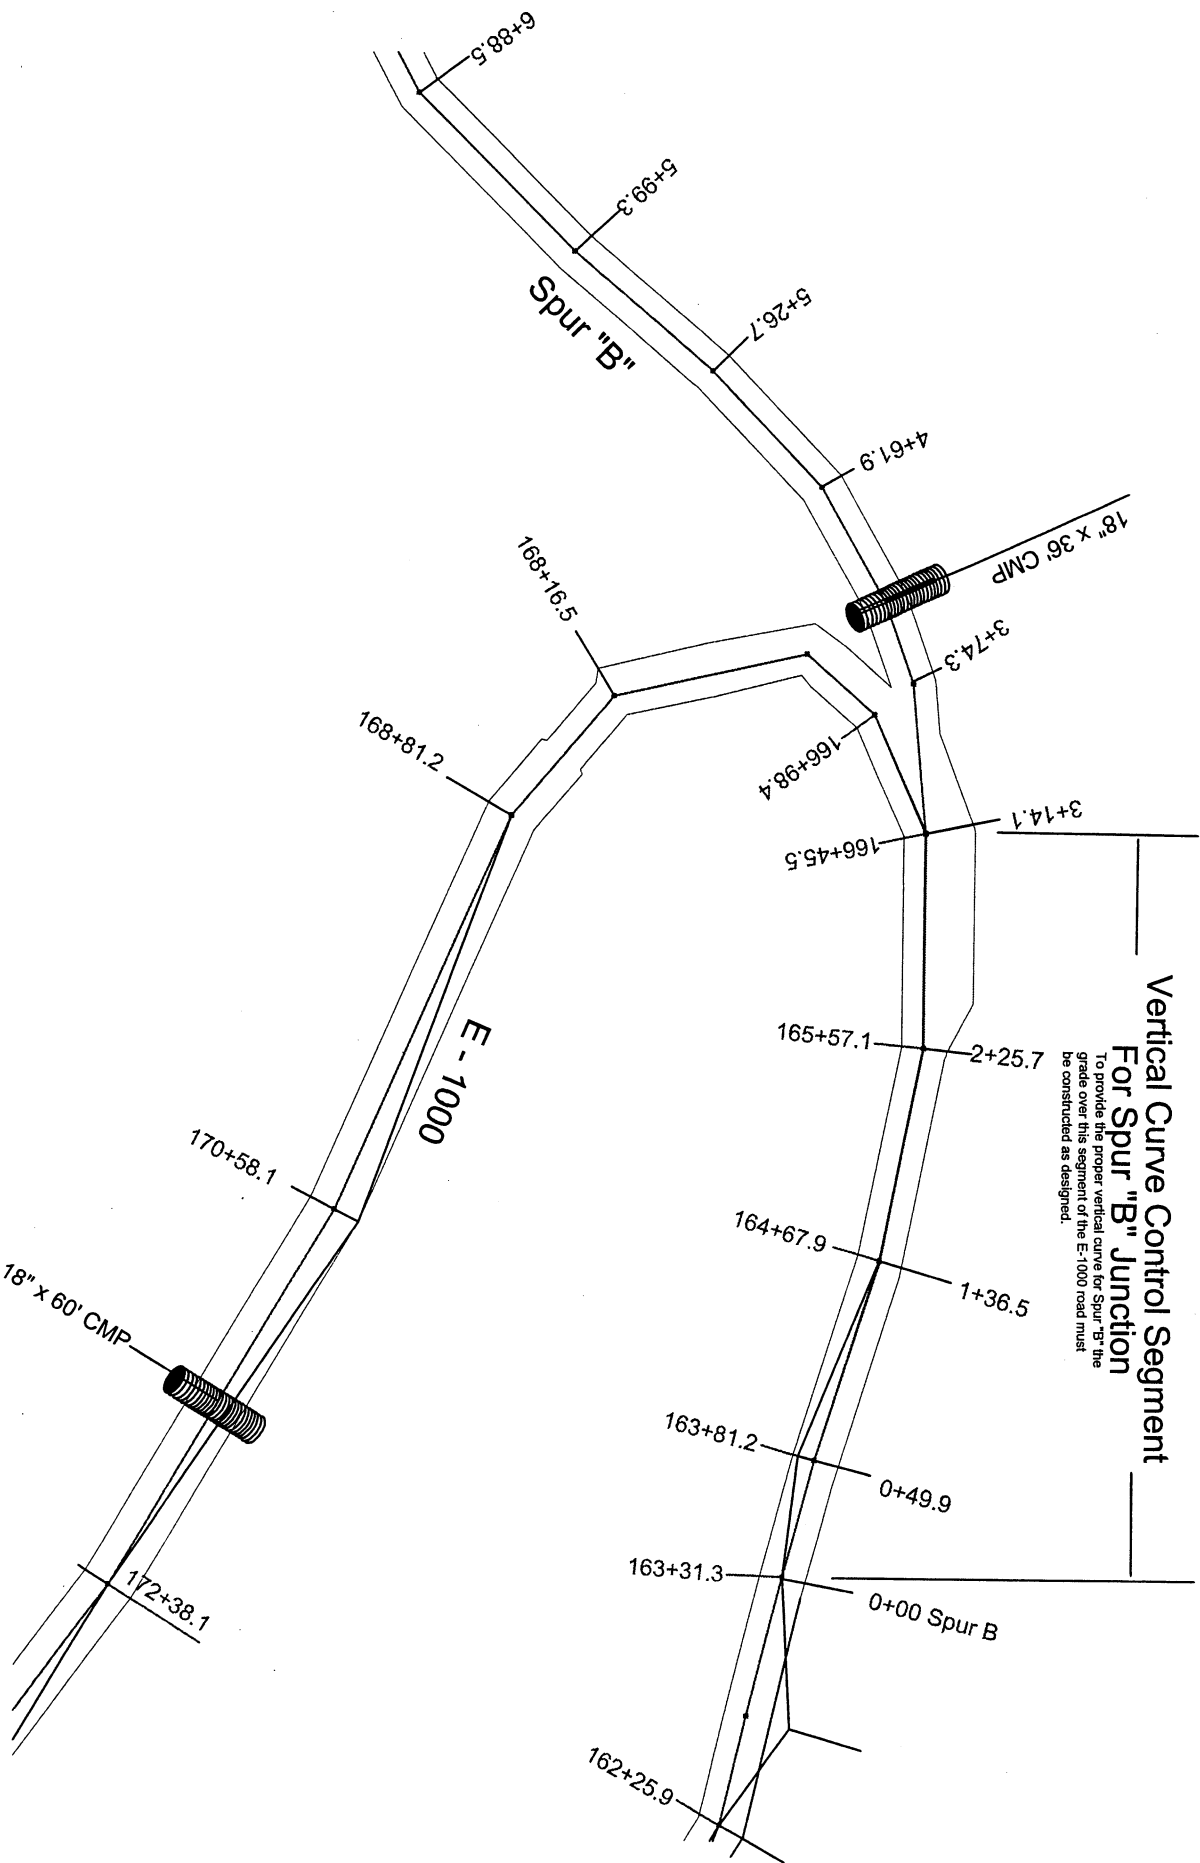 6+88.5
5+99.3
Spur "B"
5+26.7
4+61.9
18" x 36' CMP
3+74.3
168+16.5
168+81.2
166+98.4
3+14.1
166+45.5
Vertical Curve Control Segment
For Spur "B" Junction
To provide the proper vertical curve for Spur "B" the
grade over this segment of the E-1000 road must
be constructed as designed.
E - 1000
165+57.1
2+25.7
170+58.1
164+67.9
1+36.5
18" x 60' CMP
163+81.2
0+49.9
163+31.3
0+00 Spur B
172+38.1
162+25.9